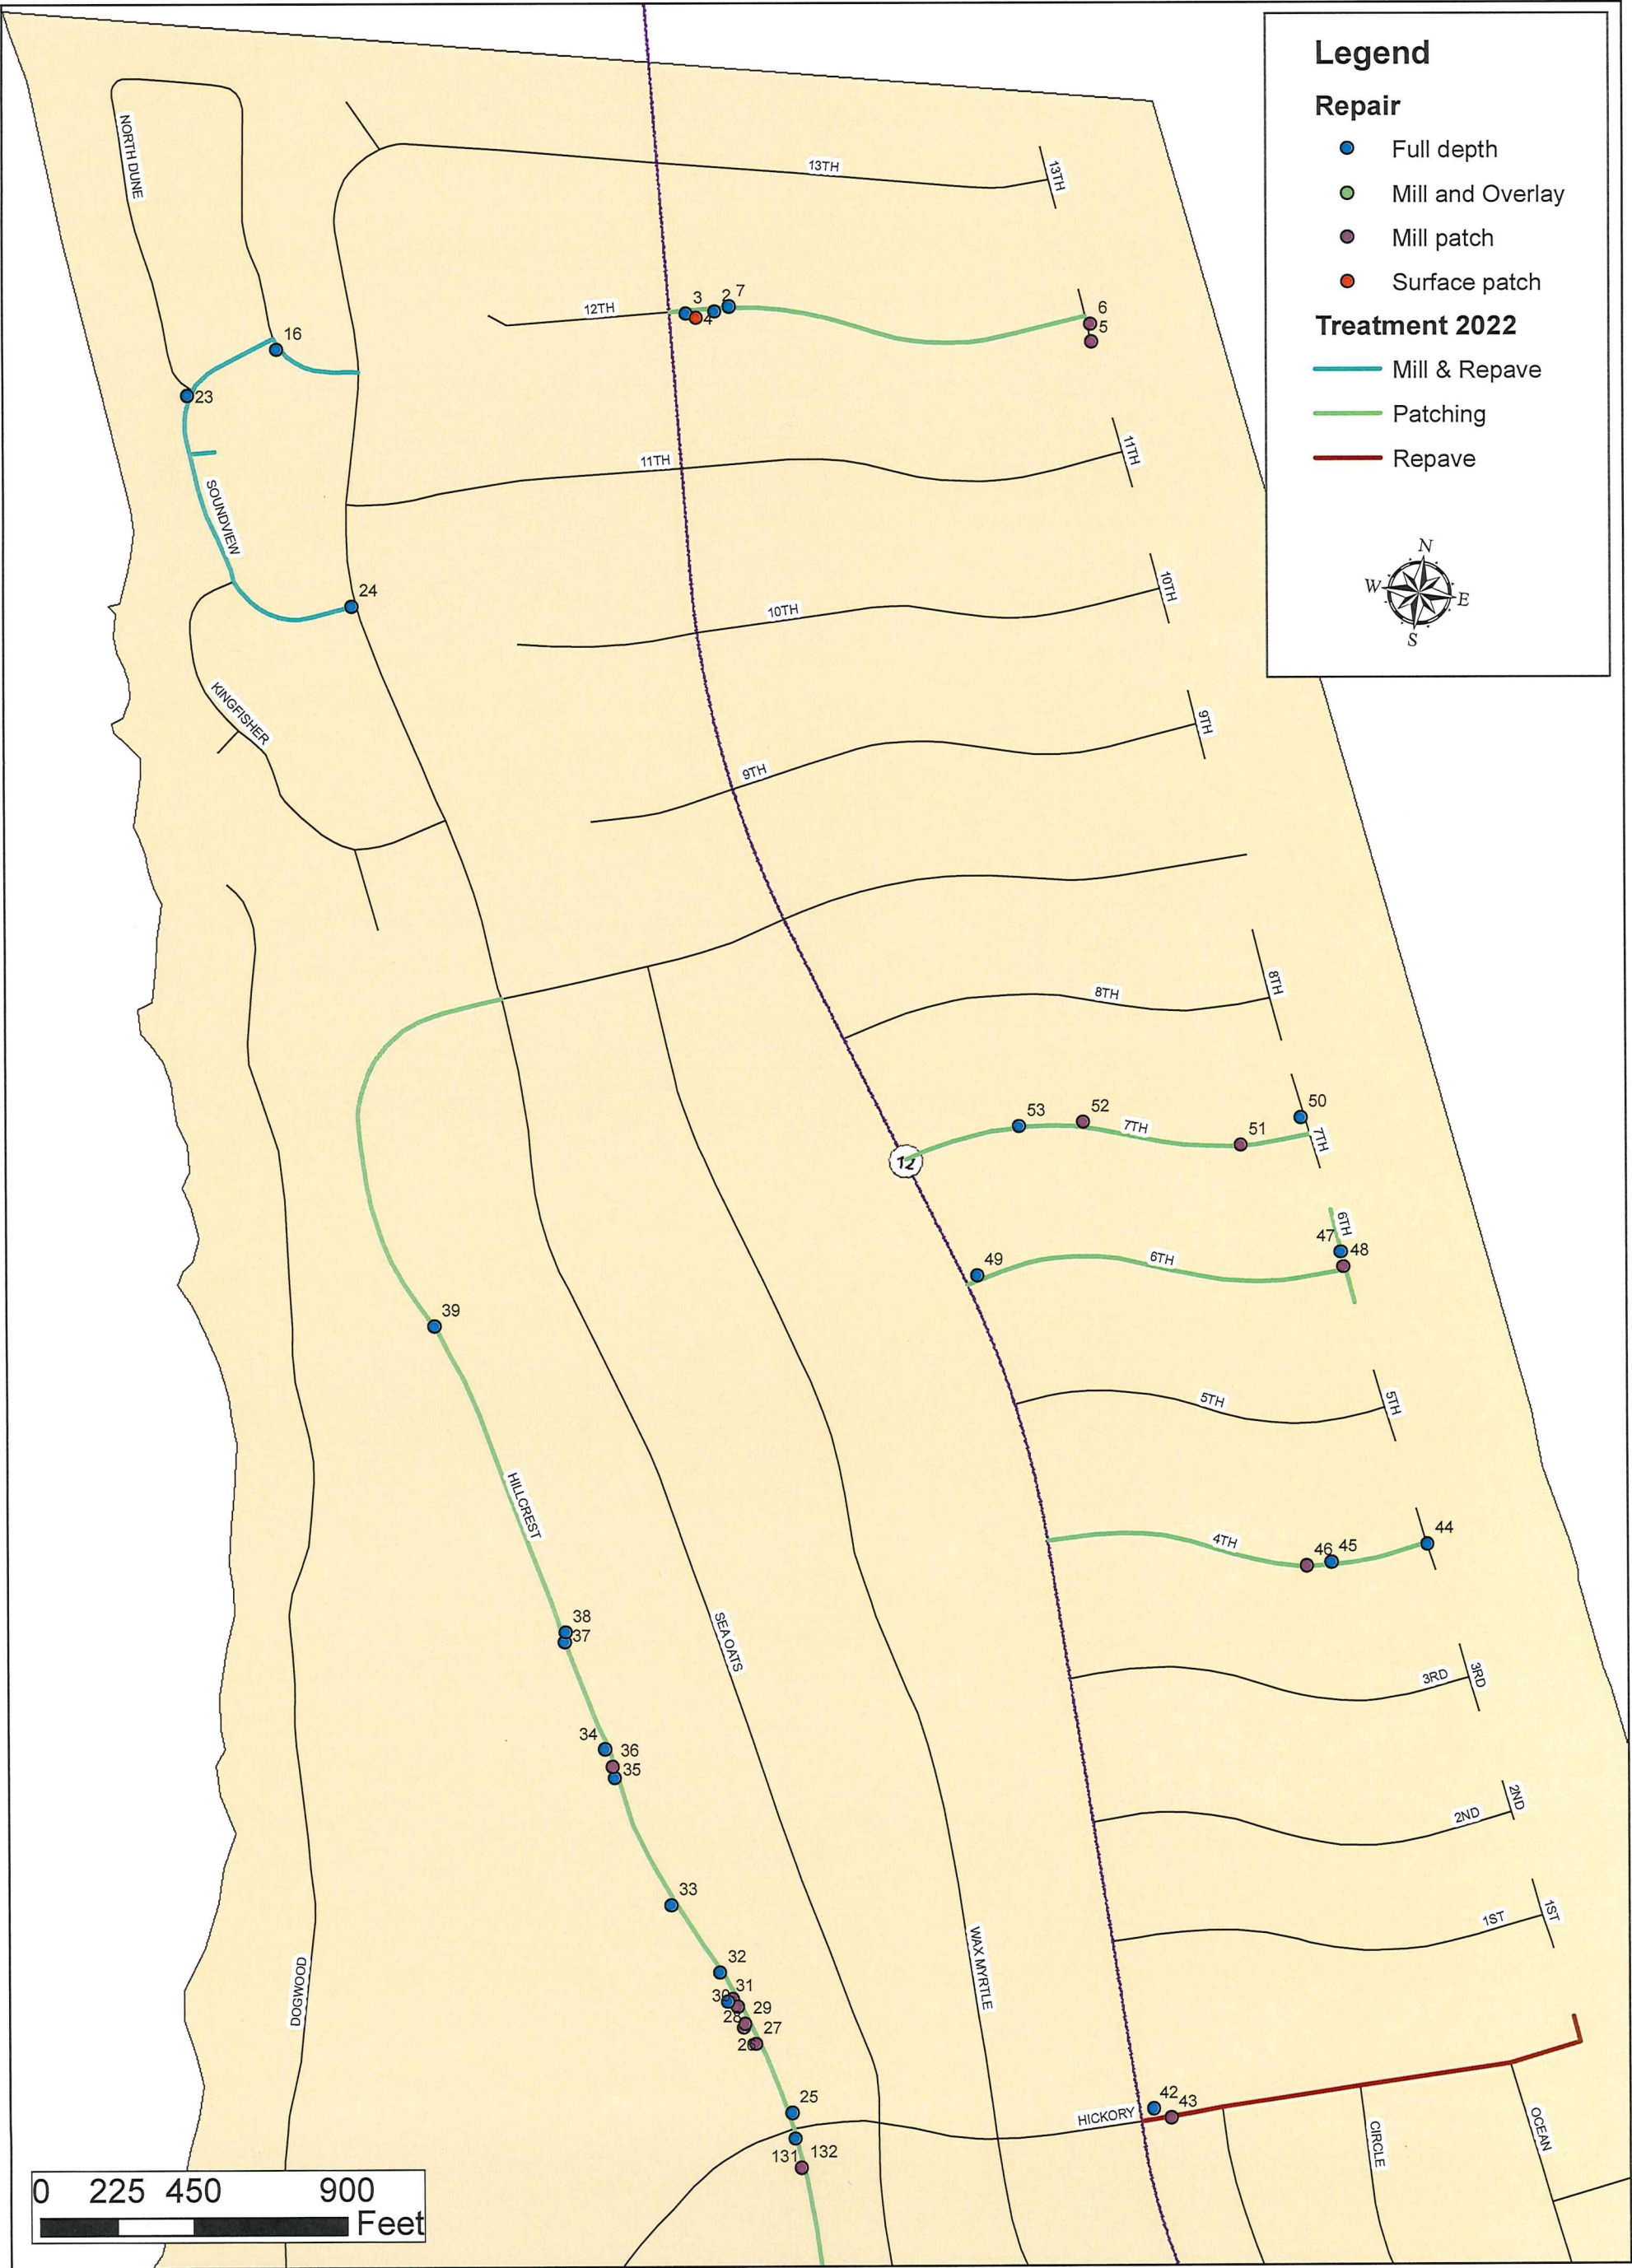 Legend
Repair
Full depth
Mill and Overlay
Mill patch
Surface patch
Treatment 2022
Mill & Repave
Patching
Repave
N
W
E
S
NORTH DUNE
13TH
13TH
12TH
3
2
7
4
6
5
16
23
11TH
11TH
SOUNDVIEW
24
10TH
10TH
KINGFISHER
9TH
9TH
8TH
8TH
53
52
7TH
51
50
7TH
12
49
6TH
6TH
47
48
39
5TH
5TH
HILLCREST
4TH
46
45
44
38
37
SEA OATS
3RD
3RD
34
36
35
2ND
2ND
33
1ST
1ST
32
WAX MYRTLE
31
30
29
28
27
26
DOGWOOD
25
42
43
HICKORY
131
132
CIRCLE
OCEAN
0 225 450 900
Feet